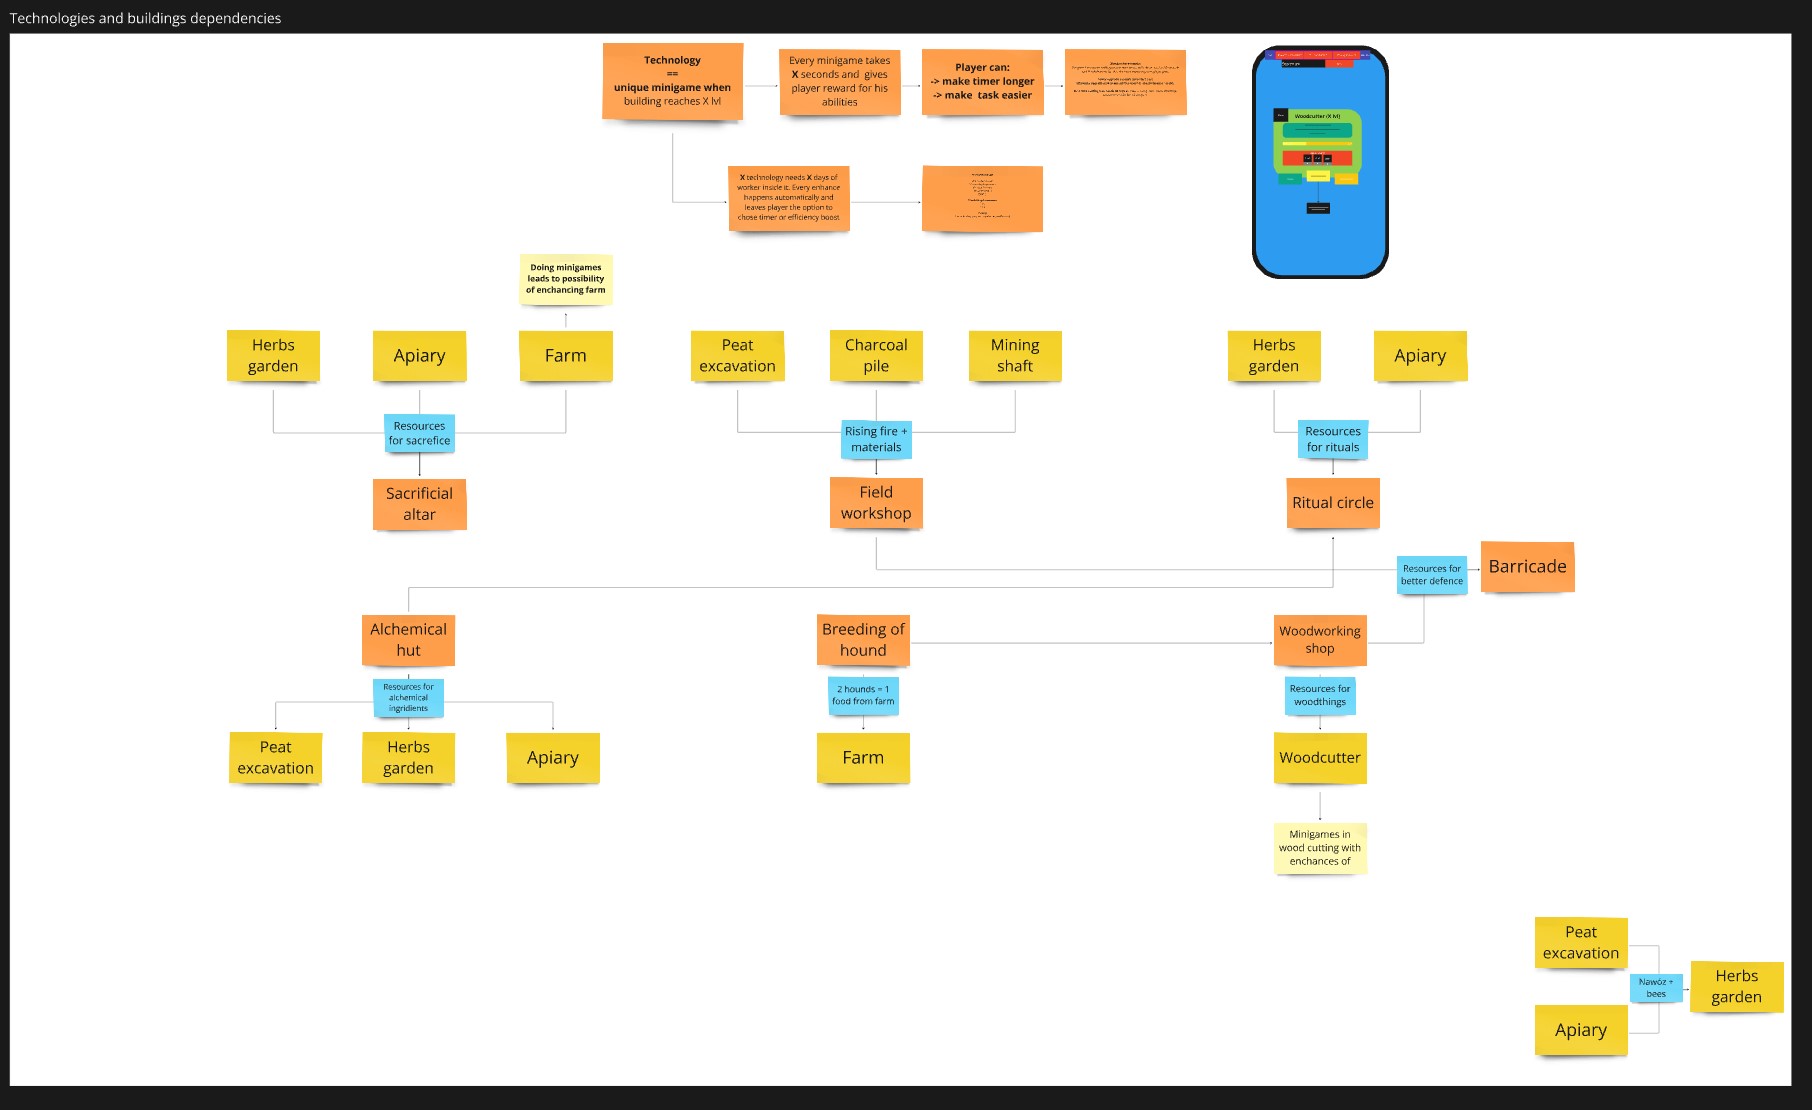 Technologies and buildings dependencies
Technology
==
unique minigame when
building reaches X lvl
Every minigame takes
X seconds and gives
player reward for his
abilities
Player can:
-> make timer longer
-> make task easier
X technology needs X days of
worker inside it. Every enhance
happens automatically and
leaves player the option to
chose timer or efficiency boost
Woodcutter (X lvl)
Doing minigames
leads to possibility
of enchancing farm
Herbs
garden
Apiary
Farm
Peat
excavation
Charcoal
pile
Mining
shaft
Herbs
garden
Apiary
Resources
for sacrefice
Rising fire +
materials
Resources
for rituals
Sacrificial
altar
Field
workshop
Ritual circle
Resources for
better defence
Barricade
Alchemical
hut
Breeding of
hound
Woodworking
shop
Resources for
alchemical
ingridients
2 hounds = 1
food from farm
Resources for
woodthings
Peat
excavation
Herbs
garden
Apiary
Farm
Woodcutter
Minigames in
wood cutting with
enchances of
Peat
excavation
Nawóz +
bees
Herbs
garden
Apiary